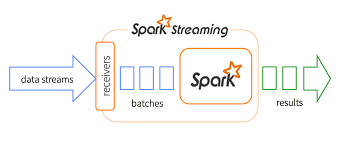 Spark Streaming
data streams
receivers
batches
Spark
results